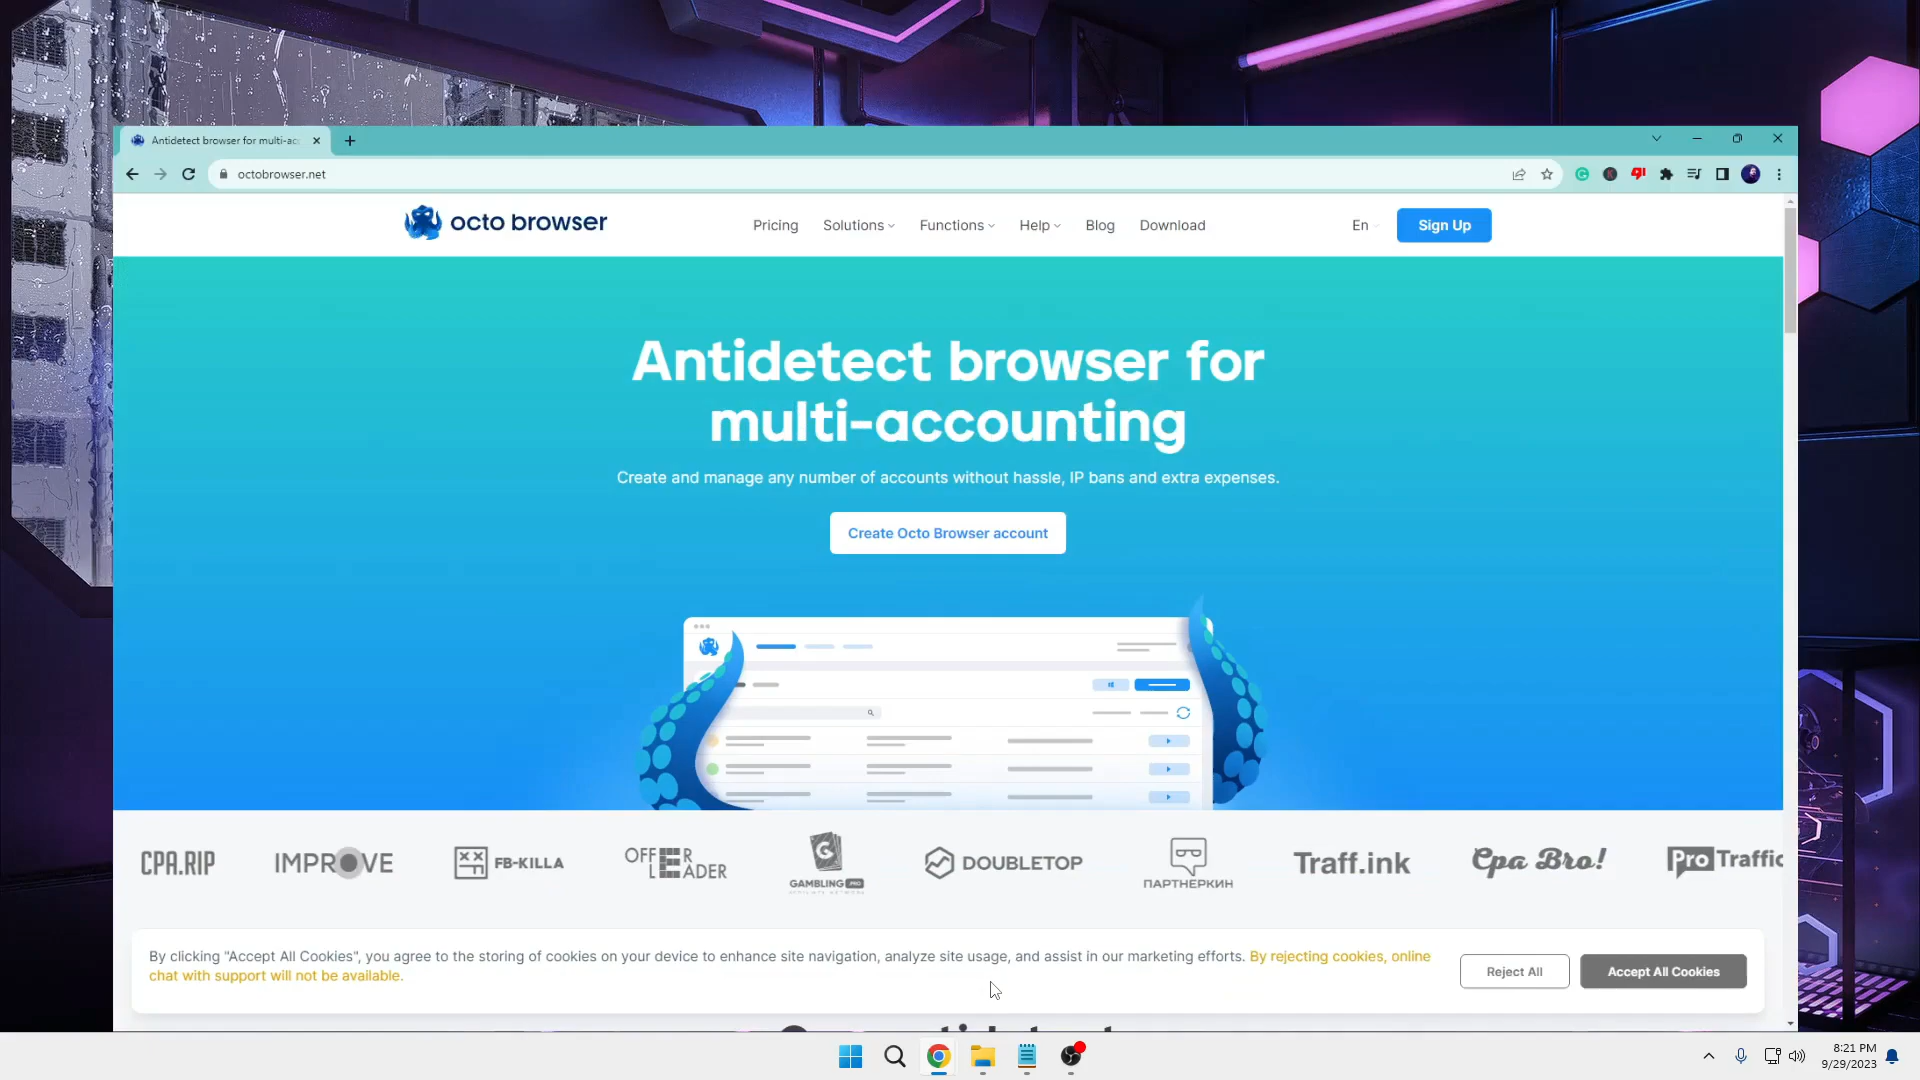 Antidetect browser for multi-acc
octobrowser.net
octo browser
Pricing
Solutions
Functions
Help
Blog
Download
En
Sign Up
Antidetect browser for
multi-accounting
Create and manage any number of accounts without hassle, IP bans and extra expenses.
Create Octo Browser account
CPA.RIP
IMPROVE
FB-KILLA
OFFER
LEADER
G
GAMBLING PRO
DOUBLETOP
ПАРТНЕРКИН
Traff.ink
Cpa Bro!
ProTraffic
By clicking "Accept All Cookies", you agree to the storing of cookies on your device to enhance site navigation, analyze site usage, and assist in our marketing efforts. By rejecting cookies, online
chat with support will not be available.
Reject All
Accept All Cookies
8:21 PM
9/29/2023